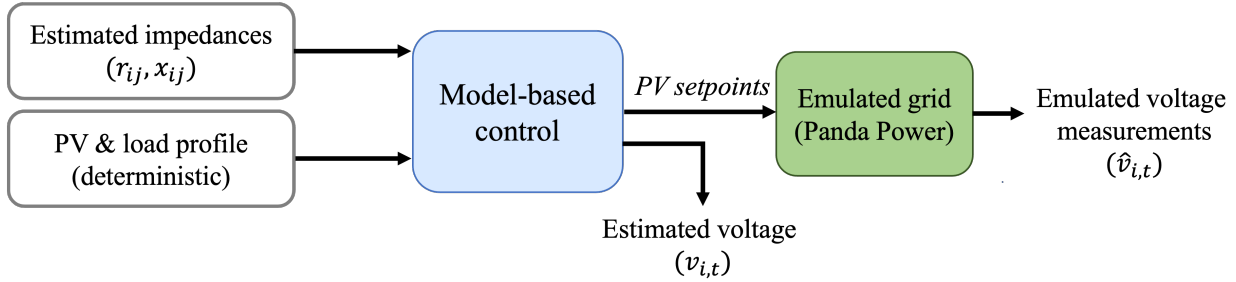 Estimated impedances
(r_{ij}, x_{ij})
PV & load profile
(deterministic)
Model-based
control
PV setpoints
Emulated grid
(Panda Power)
Emulated voltage
measurements
(v̂_{i,t})
Estimated voltage
(v_{i,t})